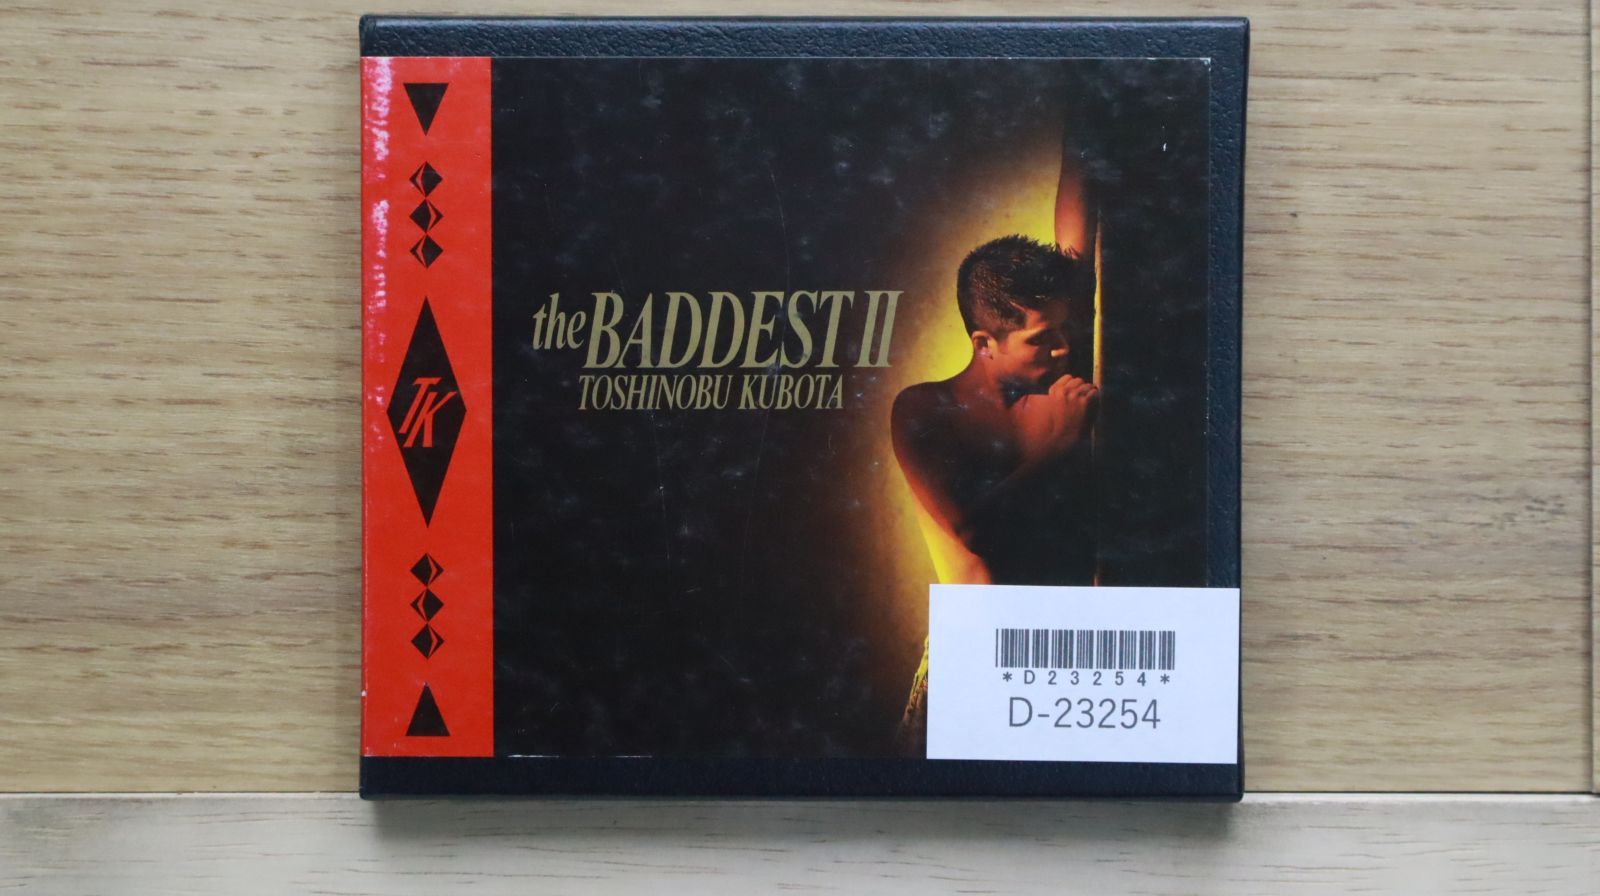 TK
the BADDEST II
TOSHINOBU KUBOTA
*D23254*
D-23254